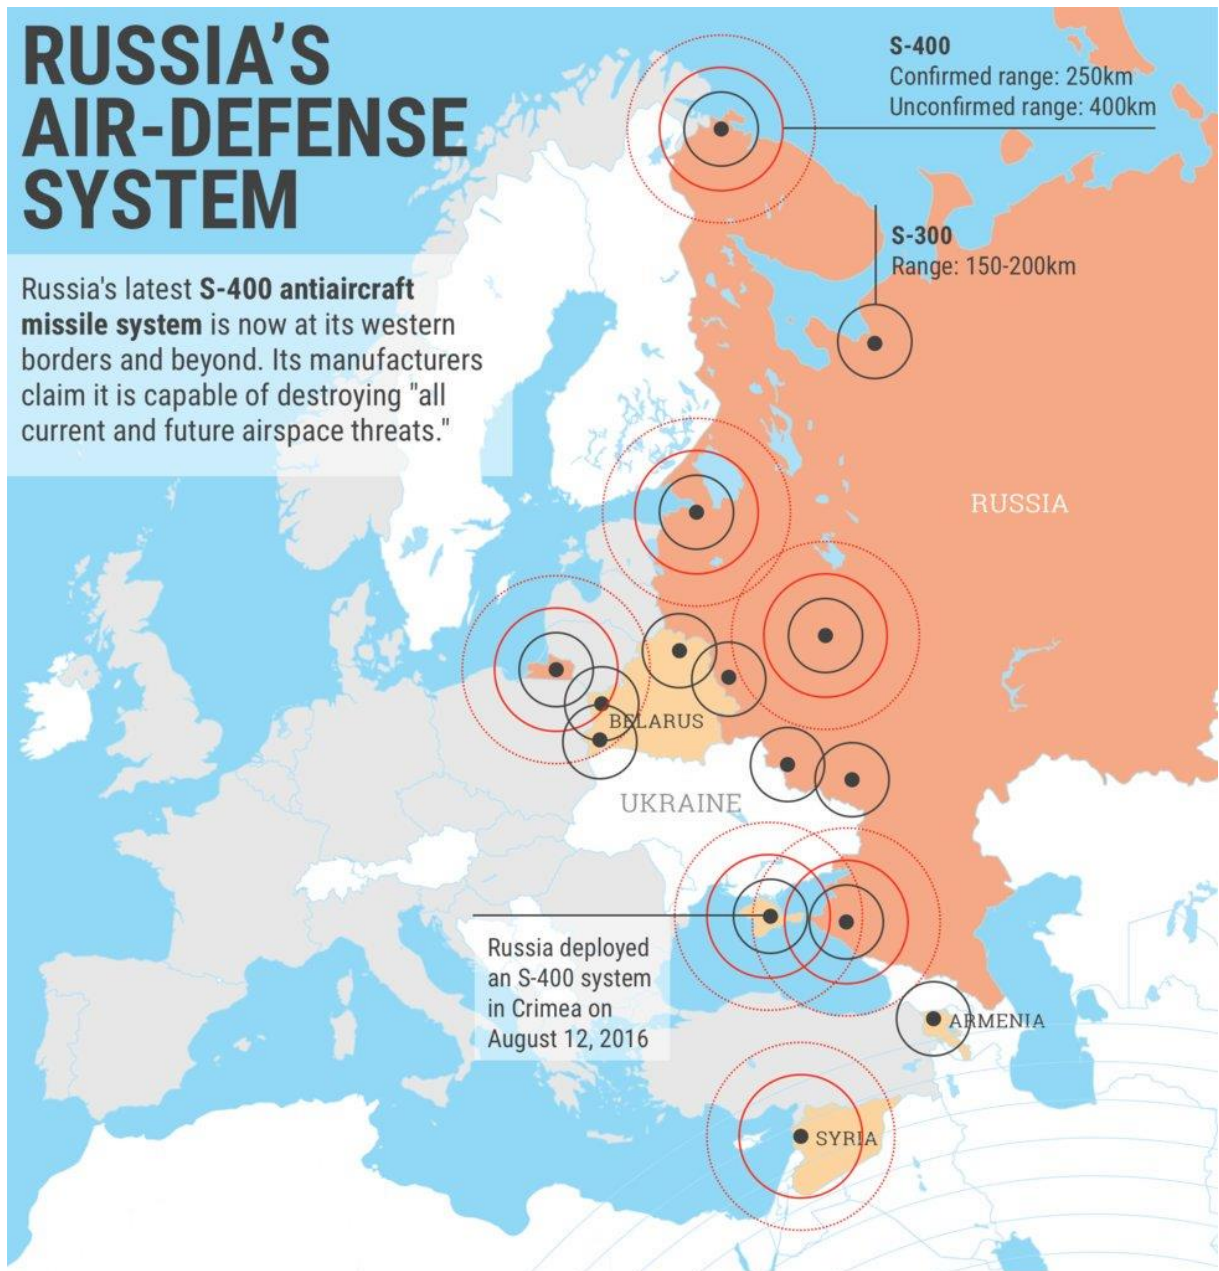 RUSSIA'S
AIR-DEFENSE
SYSTEM
Russia's latest S-400 antiaircraft
missile system is now at its western
borders and beyond. Its manufacturers
claim it is capable of destroying "all
current and future airspace threats."
S-400
Confirmed range: 250km
Unconfirmed range: 400km
S-300
Range: 150-200km
RUSSIA
BELARUS
UKRAINE
Russia deployed
an S-400 system
in Crimea on
August 12, 2016
ARMENIA
SYRIA